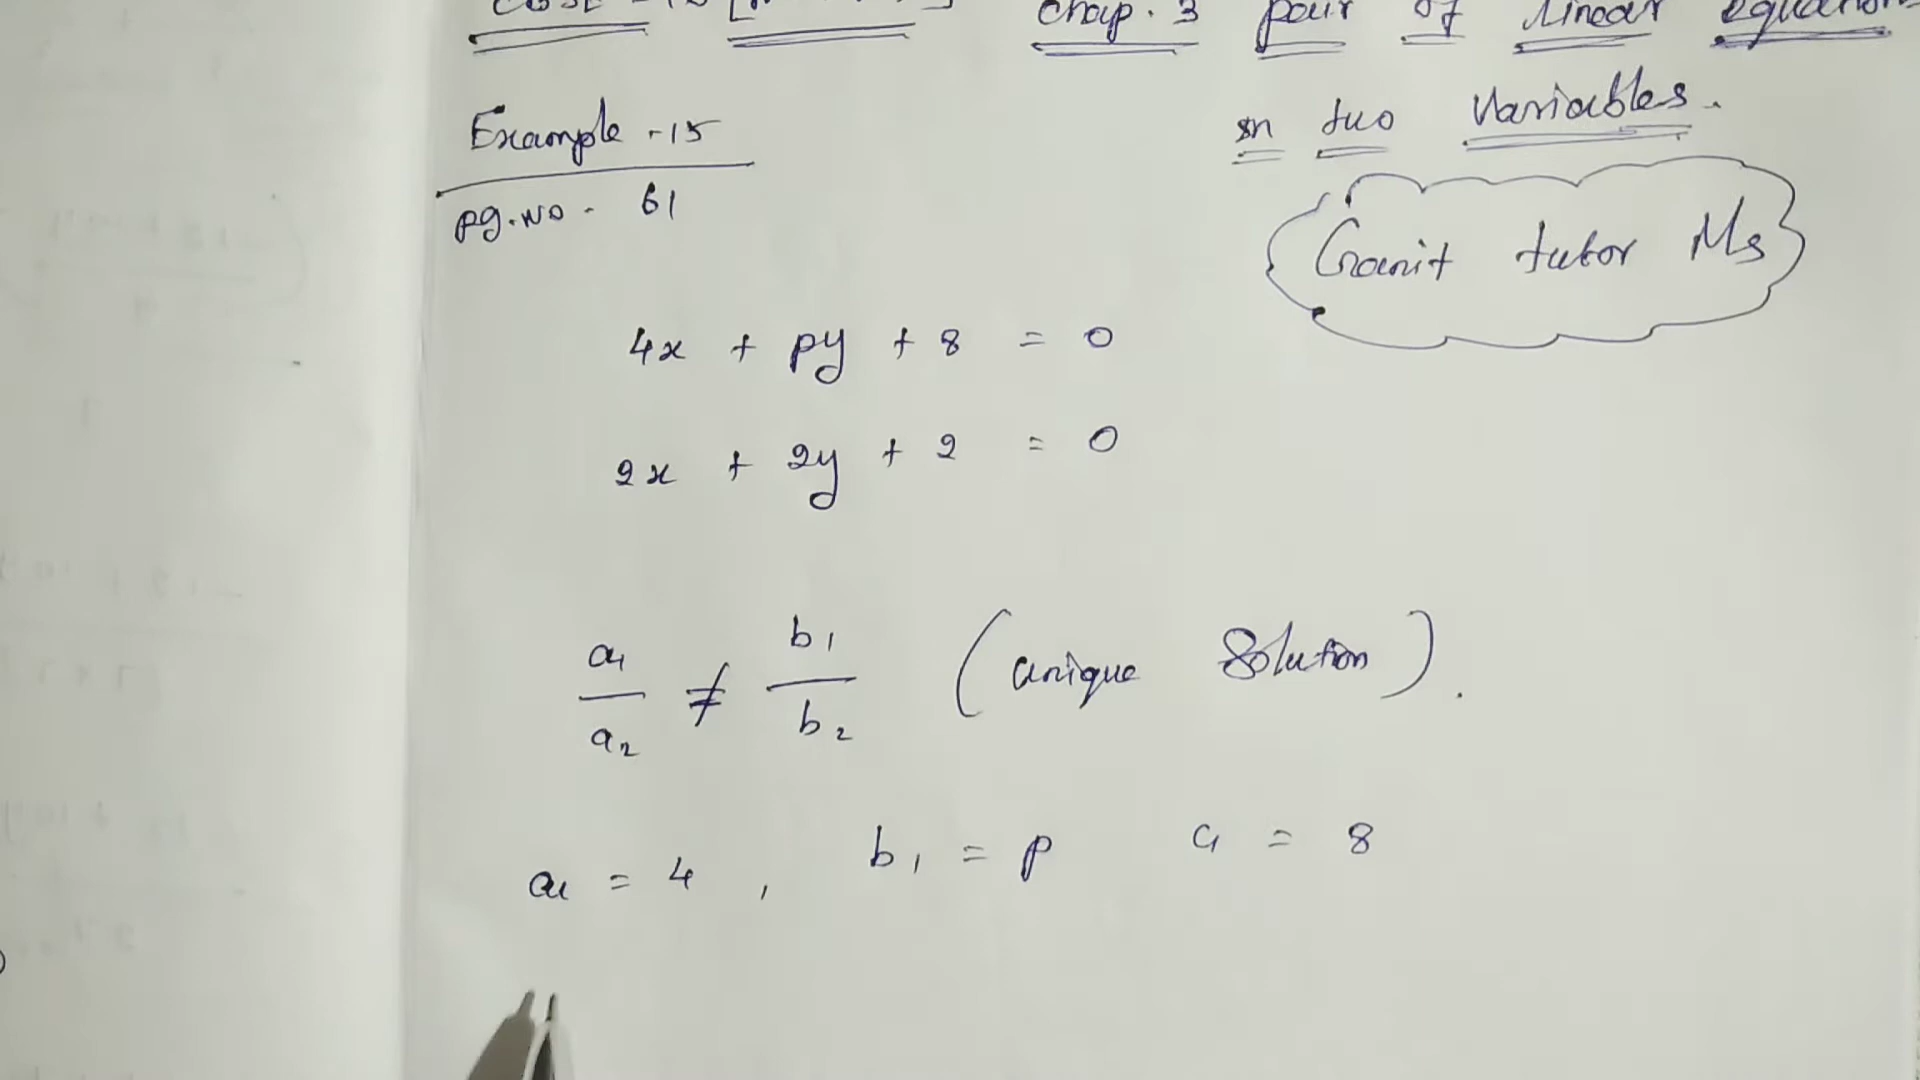 Chap. 3 pair of linear equation
in two Variables.
Example - 15
pg.No - 61
Ganit tutor Ms
4x + py + 8 = 0
2x + 2y + 2 = 0
a1/a2 ≠ b1/b2 (unique Solution).
a1 = 4 , b1 = p c1 = 8